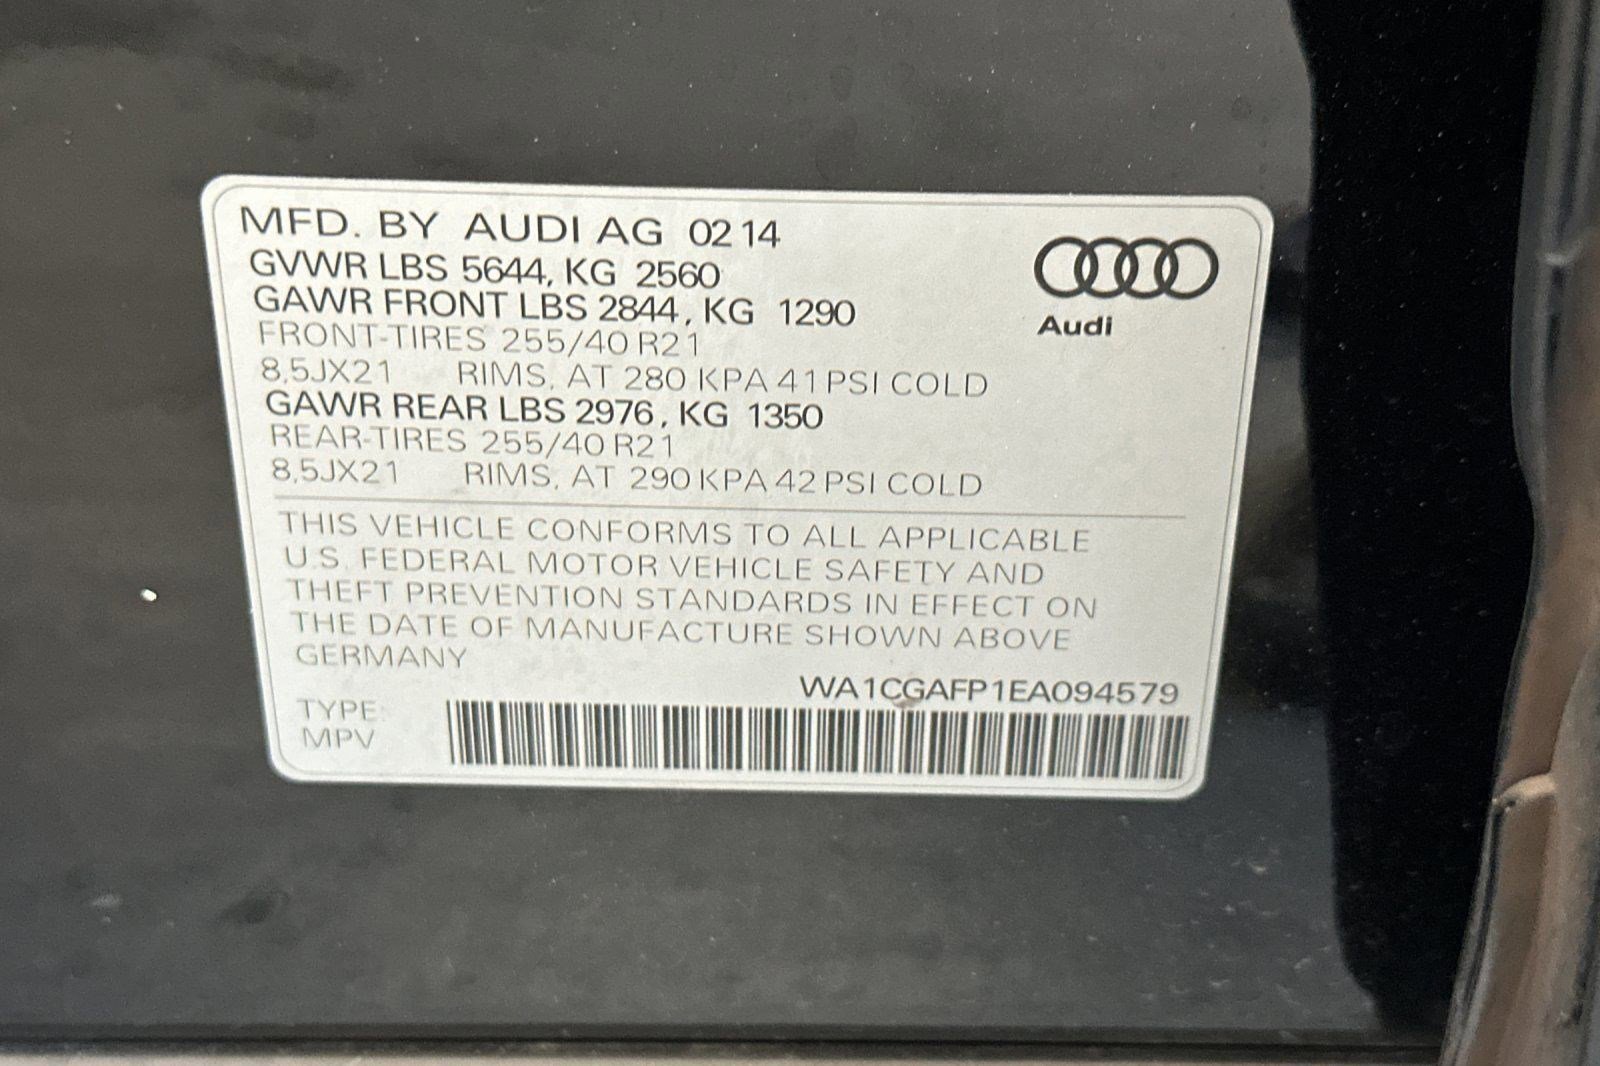 MFD. BY AUDI AG 02 14
GVWR LBS 5644, KG 2560
GAWR FRONT LBS 2844, KG 1290
FRONT-TIRES 255/40 R21
8,5JX21 RIMS, AT 280 KPA 41 PSI COLD
GAWR REAR LBS 2976, KG 1350
REAR-TIRES 255/40 R21
8,5JX21 RIMS, AT 290 KPA 42 PSI COLD
Audi
THIS VEHICLE CONFORMS TO ALL APPLICABLE
U.S. FEDERAL MOTOR VEHICLE SAFETY AND
THEFT PREVENTION STANDARDS IN EFFECT ON
THE DATE OF MANUFACTURE SHOWN ABOVE
GERMANY
WA1CGAFP1EA094579
TYPE:
MPV